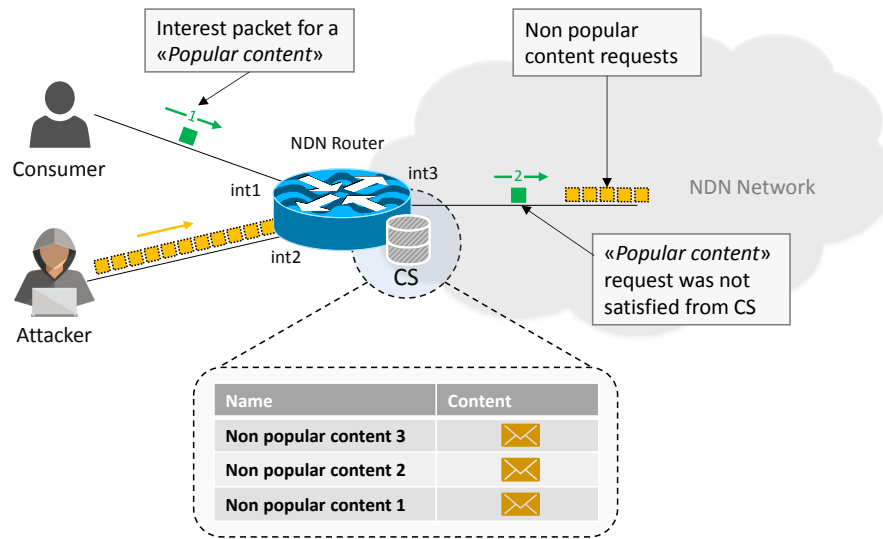 Interest packet for a
«Popular content»
Non popular
content requests
1
Consumer
NDN Router
int1
int3
2
NDN Network
int2
CS
Attacker
«Popular content»
request was not
satisfied from CS
Name Content
Non popular content 3
Non popular content 2
Non popular content 1